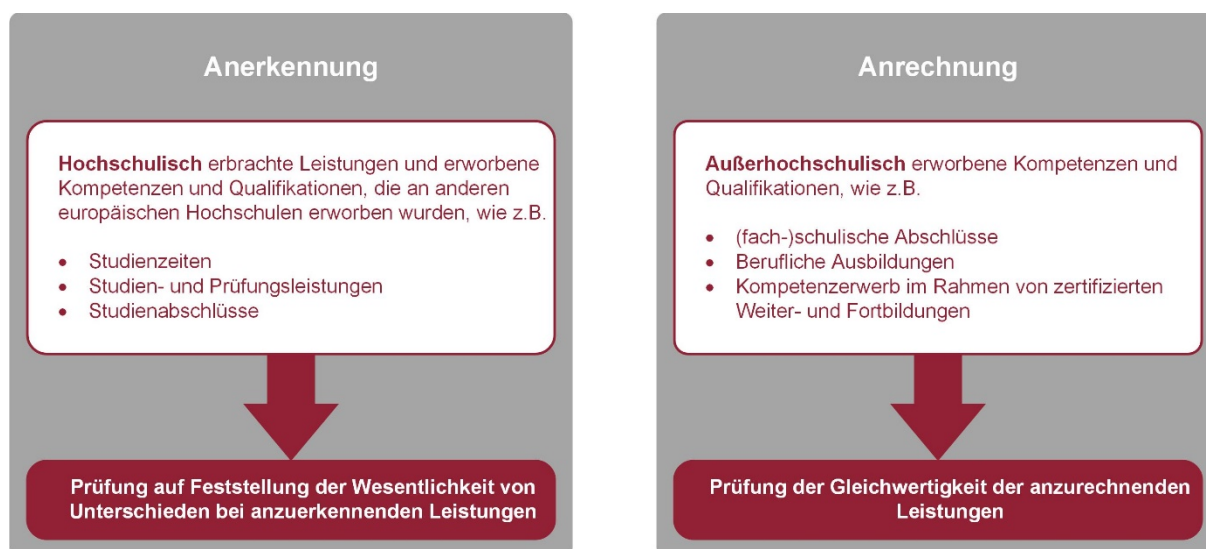 Anerkennung
Hochschulisch erbrachte Leistungen und erworbene
Kompetenzen und Qualifikationen, die an anderen
europäischen Hochschulen erworben wurden, wie z.B.
• Studienzeiten
• Studien- und Prüfungsleistungen
• Studienabschlüsse
Prüfung auf Feststellung der Wesentlichkeit von
Unterschieden bei anzuerkennenden Leistungen
Anrechnung
Außerhochschulisch erworbene Kompetenzen und
Qualifikationen, wie z.B.
• (fach-)schulische Abschlüsse
• Berufliche Ausbildungen
• Kompetenzerwerb im Rahmen von zertifizierten
Weiter- und Fortbildungen
Prüfung der Gleichwertigkeit der anzurechnenden
Leistungen